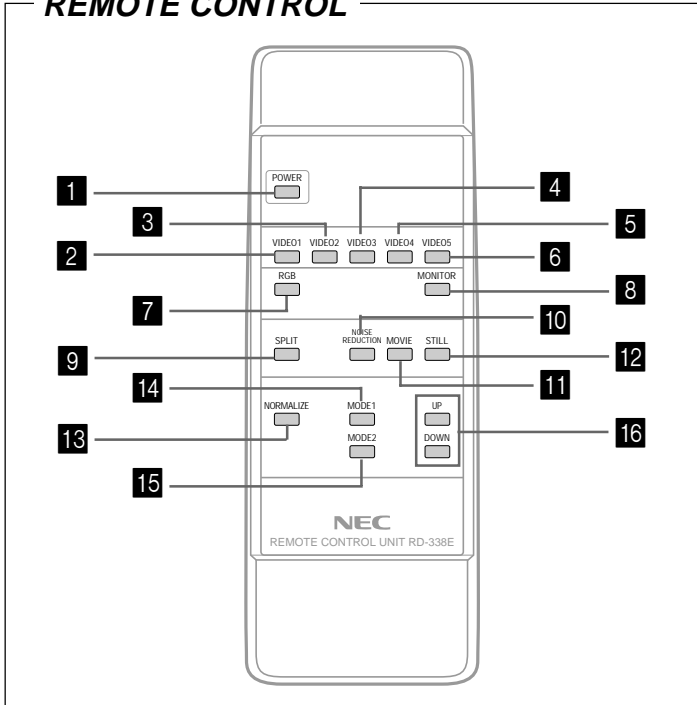 REMOTE CONTROL
1
POWER
4
3
5
2
VIDEO1 VIDEO2 VIDEO3 VIDEO4 VIDEO5
6
RGB
MONITOR
7
8
10
9
SPLIT
NOISE
REDUCTION
MOVIE
STILL
12
14
11
NORMALIZE
MODE1
UP
13
MODE2
DOWN
16
15
NEC
REMOTE CONTROL UNIT RD-338E